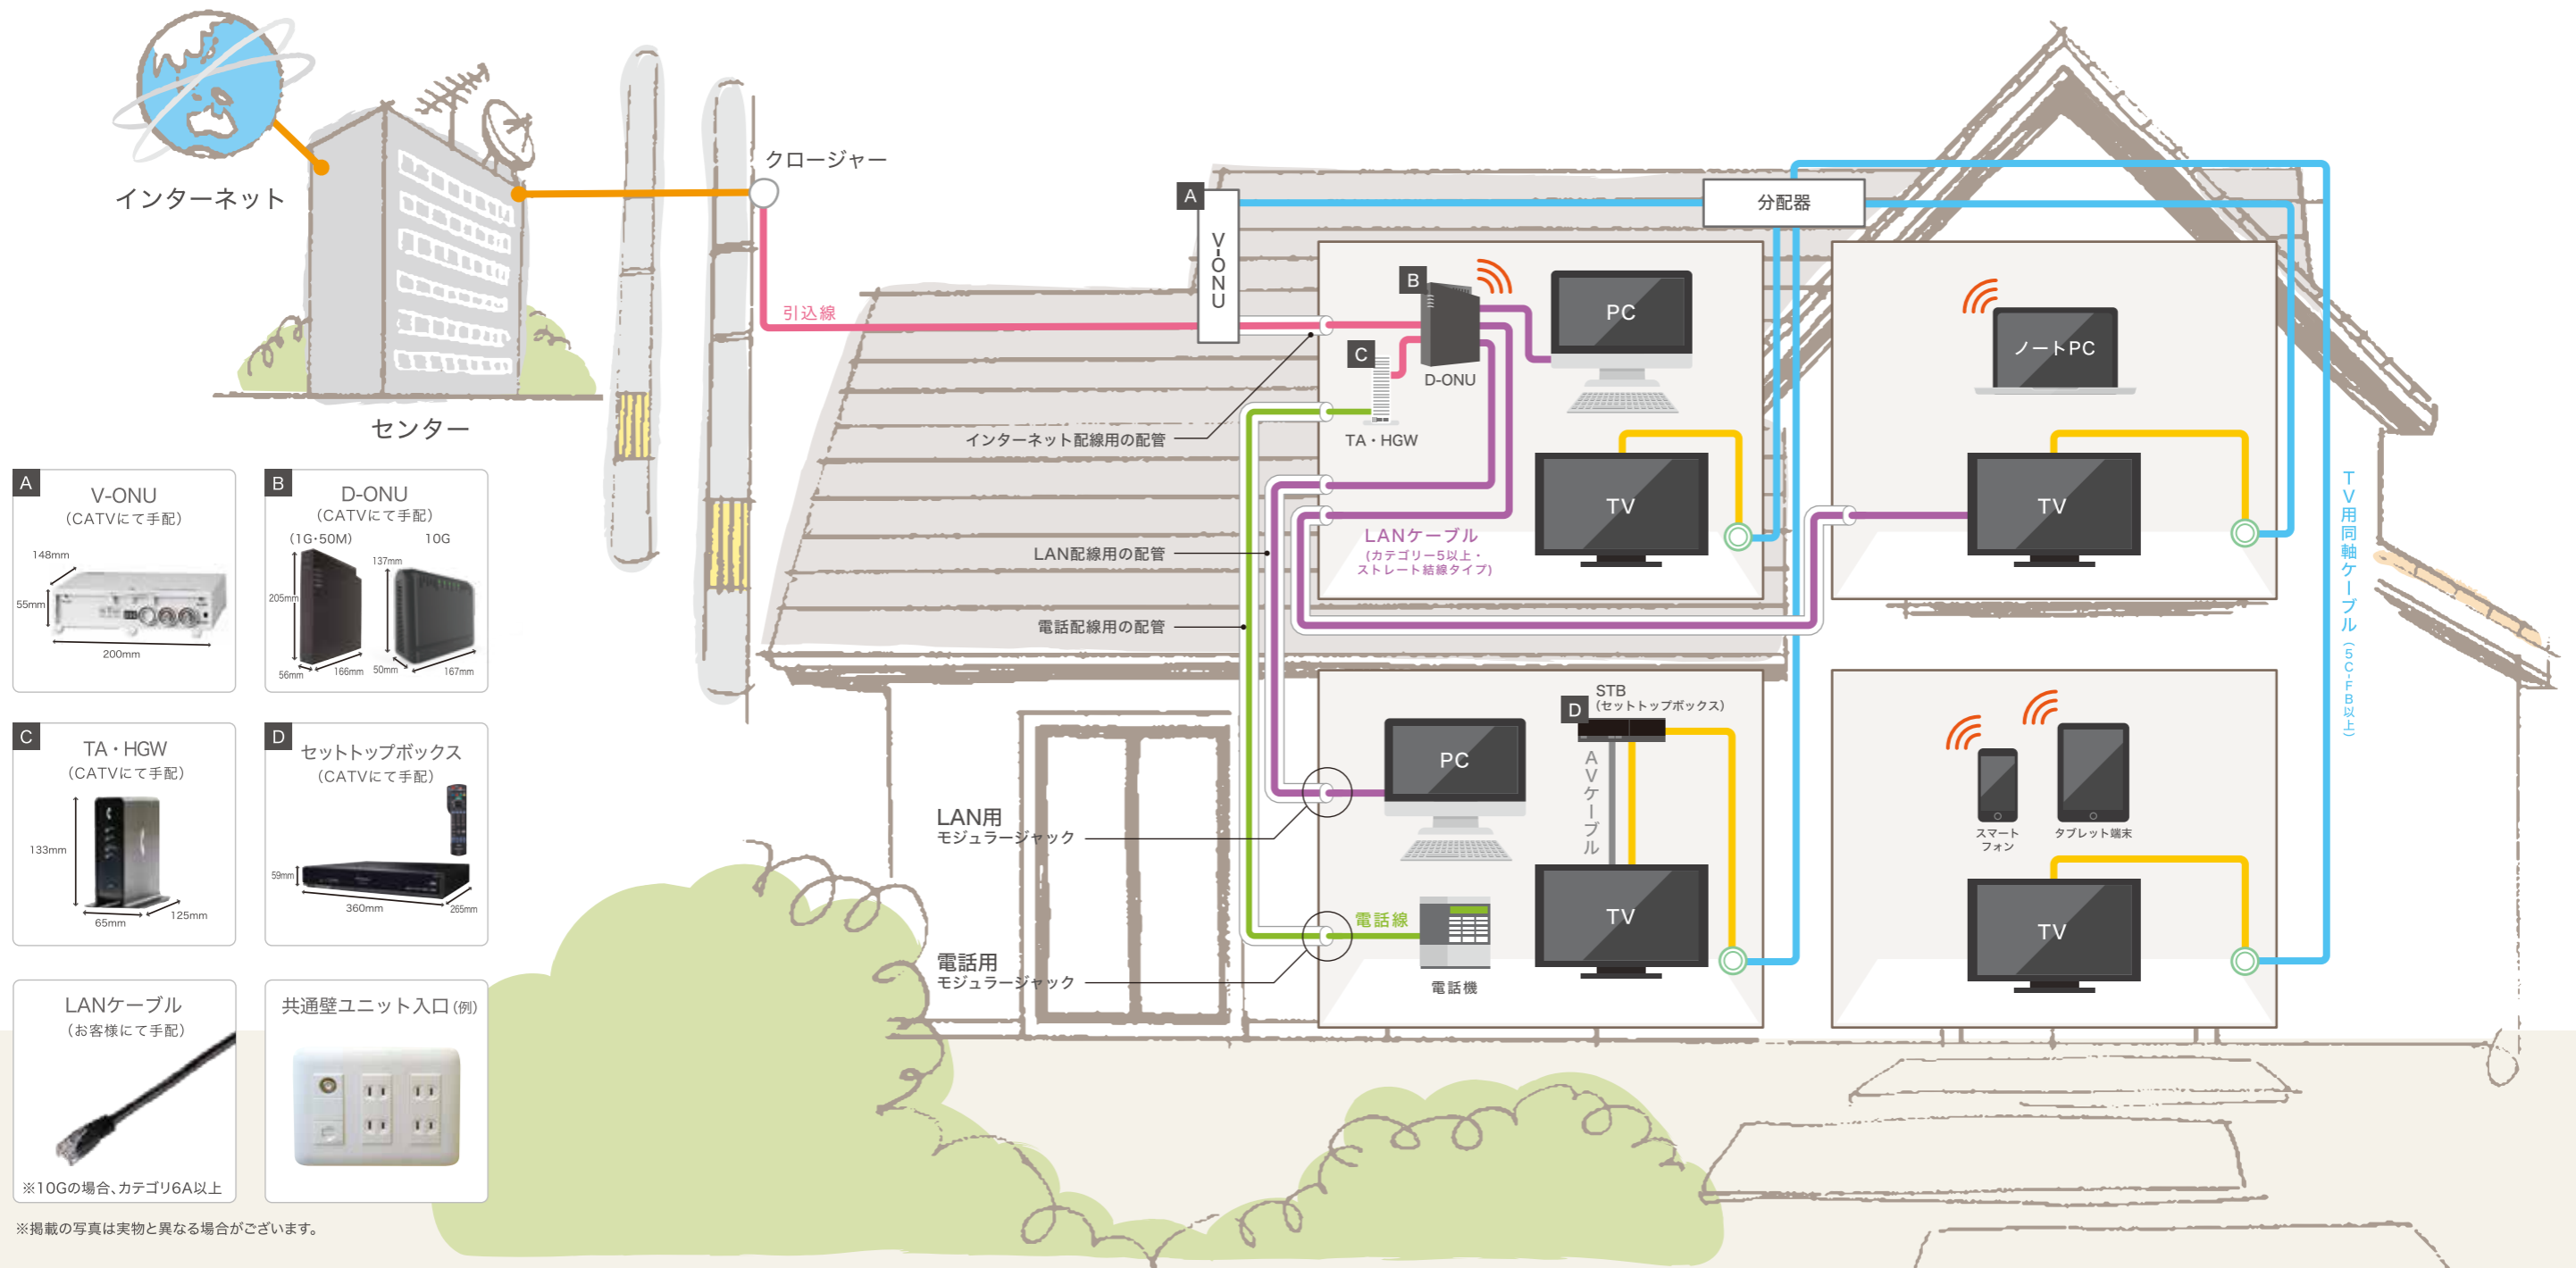 インターネット
センター
クロージャー
引込線
A
V-ONU
分配器
B
D-ONU
C
TA・HGW
PC
TV
インターネット配線用の配管
LAN配線用の配管
電話配線用の配管
LANケーブル
(カテゴリー5以上・
ストレート結線タイプ)
ノートPC
TV
TV用同軸ケーブル(5C-FB以上)
LAN用
モジュラージャック
電話用
モジュラージャック
PC
D
STB
(セットトップボックス)
AVケーブル
TV
電話線
電話機
スマート
フォン
タブレット端末
TV
A
V-ONU
(CATVにて手配)
148mm
55mm
200mm
B
D-ONU
(CATVにて手配)
(1G・50M)
10G
205mm
56mm
166mm
137mm
50mm
167mm
C
TA・HGW
(CATVにて手配)
133mm
65mm
125mm
D
セットトップボックス
(CATVにて手配)
59mm
360mm
265mm
LANケーブル
(お客様にて手配)
※10Gの場合、カテゴリ6A以上
共通壁ユニット入口(例)
※掲載の写真は実物と異なる場合がございます。